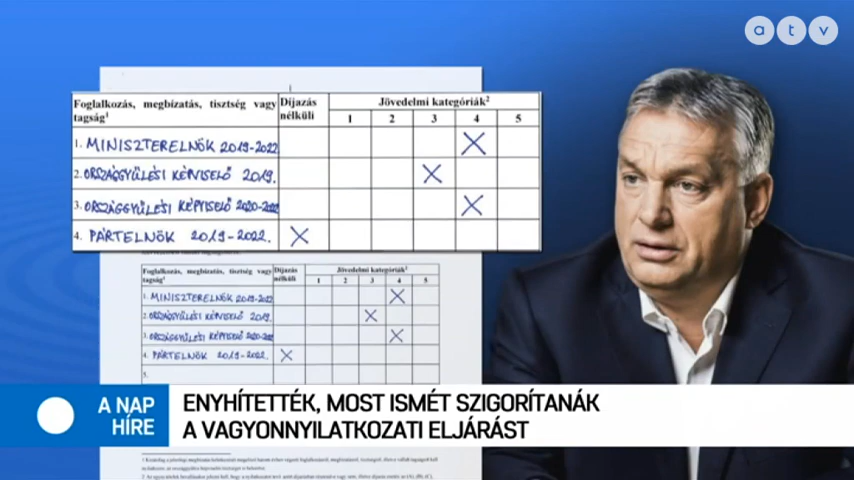 atv
Foglalkozás, megbízatás, tisztség vagy tagság¹ Díjazás nélküli Jövedelmi kategóriák²
1 2 3 4 5
1. MINISZTERELNÖK 2019-2022 X
2. ORSZÁGGYŰLÉSI KÉPVISELŐ 2019. X
3. ORSZÁGGYŰLÉSI KÉPVISELŐ 2020-2022 X
4. PÁRTELNÖK 2019-2022. X
Foglalkozás, megbízatás, tisztség vagy tagság¹ Díjazás nélküli Jövedelmi kategóriák²
1 2 3 4 5
1. MINISZTERELNÖK 2019-2022 X
2. ORSZÁGGYŰLÉSI KÉPVISELŐ 2019. X
3. ORSZÁGGYŰLÉSI KÉPVISELŐ 2020-2022 X
4. PÁRTELNÖK 2019-2022. X
5.
A NAP HÍRE
ENYHÍTETTÉK, MOST ISMÉT SZIGORÍTANÁK
A VAGYONNYILATKOZATI ELJÁRÁST